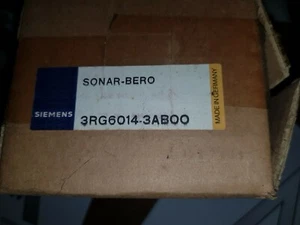 SONAR-BERO
SIEMENS
3RG6014-3AB00
MADE IN GERMANY